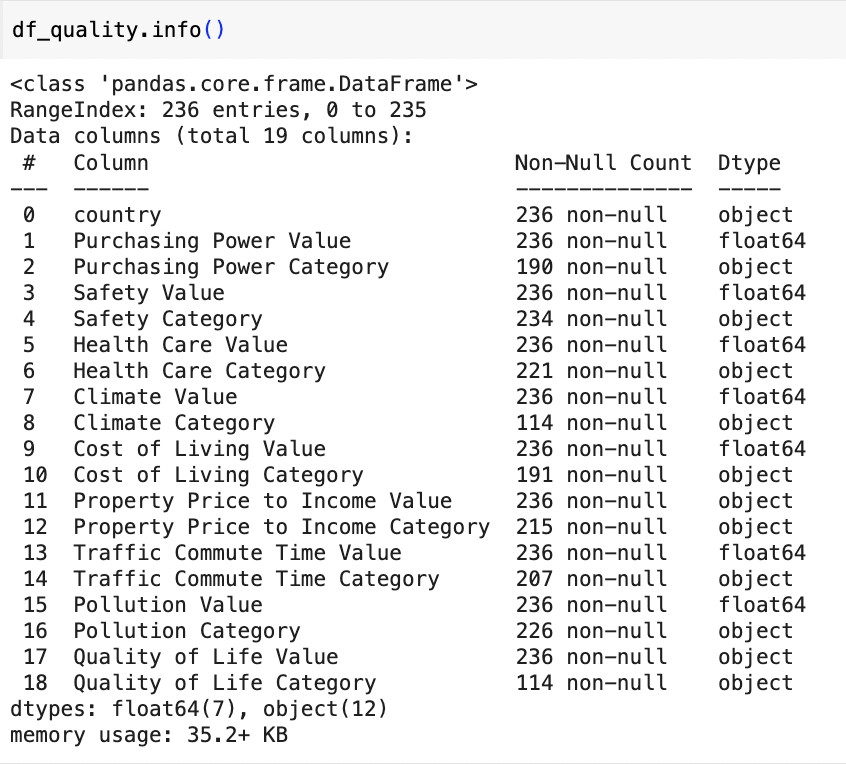 df_quality.info()
<class 'pandas.core.frame.DataFrame'>
RangeIndex: 236 entries, 0 to 235
Data columns (total 19 columns):
 #   Column                             Non-Null Count  Dtype
---  ------                             --------------  -----
 0   country                            236 non-null    object
 1   Purchasing Power Value             236 non-null    float64
 2   Purchasing Power Category          190 non-null    object
 3   Safety Value                       236 non-null    float64
 4   Safety Category                    234 non-null    object
 5   Health Care Value                  236 non-null    float64
 6   Health Care Category               221 non-null    object
 7   Climate Value                      236 non-null    float64
 8   Climate Category                   114 non-null    object
 9   Cost of Living Value               236 non-null    float64
 10  Cost of Living Category            191 non-null    object
 11  Property Price to Income Value     236 non-null    object
 12  Property Price to Income Category  215 non-null    object
 13  Traffic Commute Time Value         236 non-null    float64
 14  Traffic Commute Time Category      207 non-null    object
 15  Pollution Value                    236 non-null    float64
 16  Pollution Category                 226 non-null    object
 17  Quality of Life Value              236 non-null    object
 18  Quality of Life Category           114 non-null    object
dtypes: float64(7), object(12)
memory usage: 35.2+ KB